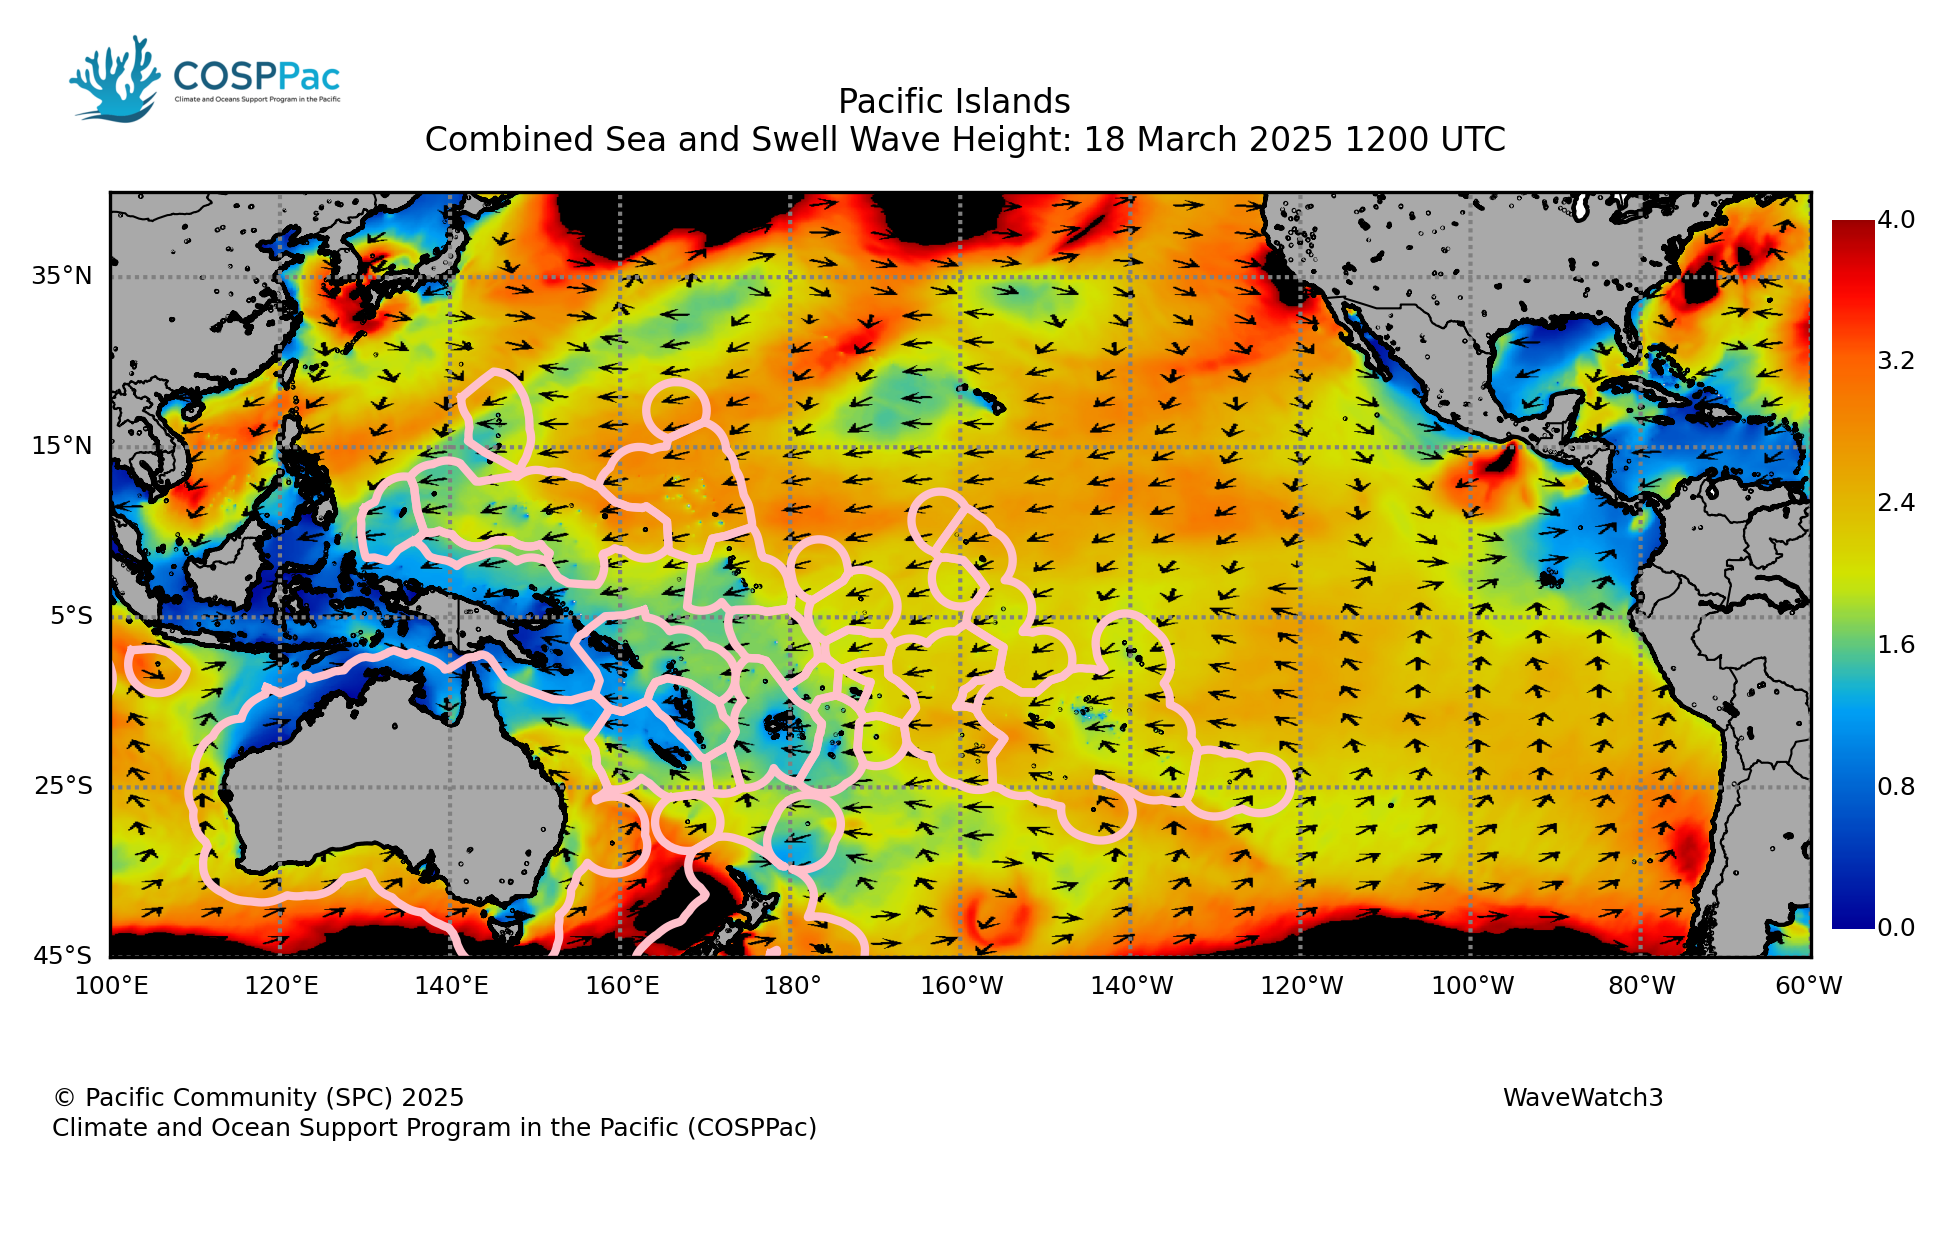 COSPPac
Climate and Oceans Support Program in the Pacific
Pacific Islands
Combined Sea and Swell Wave Height: 18 March 2025 1200 UTC
35°N
15°N
5°S
25°S
45°S
100°E 120°E 140°E 160°E 180° 160°W 140°W 120°W 100°W 80°W 60°W
4.0
3.2
2.4
1.6
0.8
0.0
© Pacific Community (SPC) 2025
Climate and Ocean Support Program in the Pacific (COSPPac)
WaveWatch3